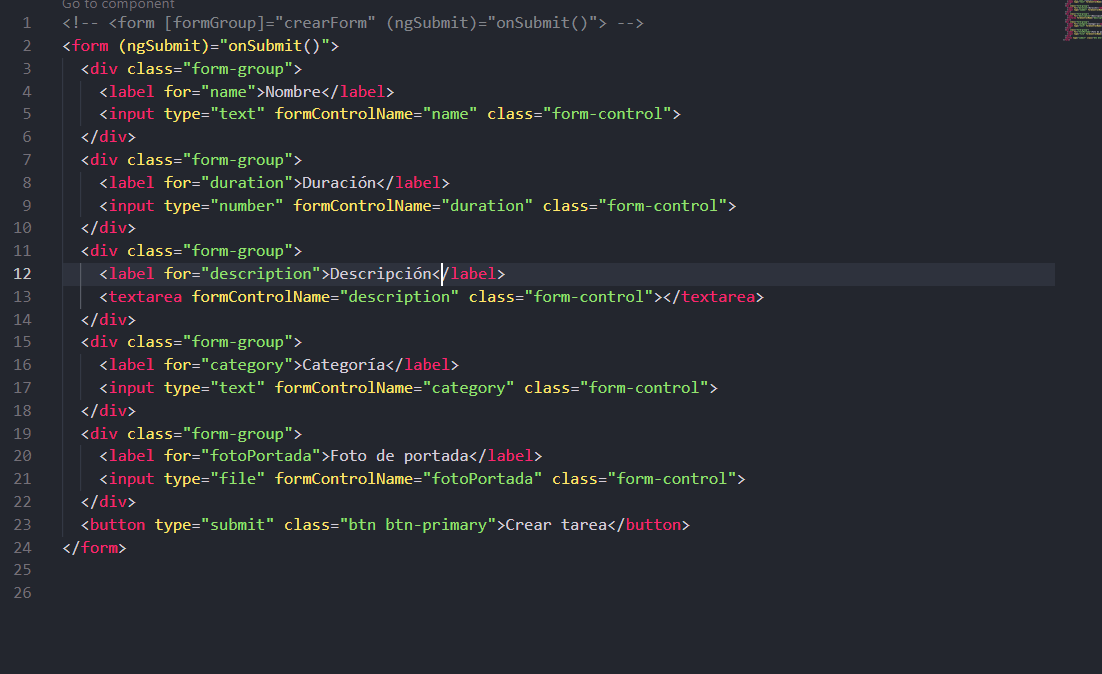 Go to component
1 <!-- <form [formGroup]="crearForm" (ngSubmit)="onSubmit()"> -->
2 <form (ngSubmit)="onSubmit()">
3 <div class="form-group">
4 <label for="name">Nombre</label>
5 <input type="text" formControlName="name" class="form-control">
6 </div>
7 <div class="form-group">
8 <label for="duration">Duración</label>
9 <input type="number" formControlName="duration" class="form-control">
10 </div>
11 <div class="form-group">
12 <label for="description">Descripción</label>
13 <textarea formControlName="description" class="form-control"></textarea>
14 </div>
15 <div class="form-group">
16 <label for="category">Categoría</label>
17 <input type="text" formControlName="category" class="form-control">
18 </div>
19 <div class="form-group">
20 <label for="fotoPortada">Foto de portada</label>
21 <input type="file" formControlName="fotoPortada" class="form-control">
22 </div>
23 <button type="submit" class="btn btn-primary">Crear tarea</button>
24 </form>
25
26